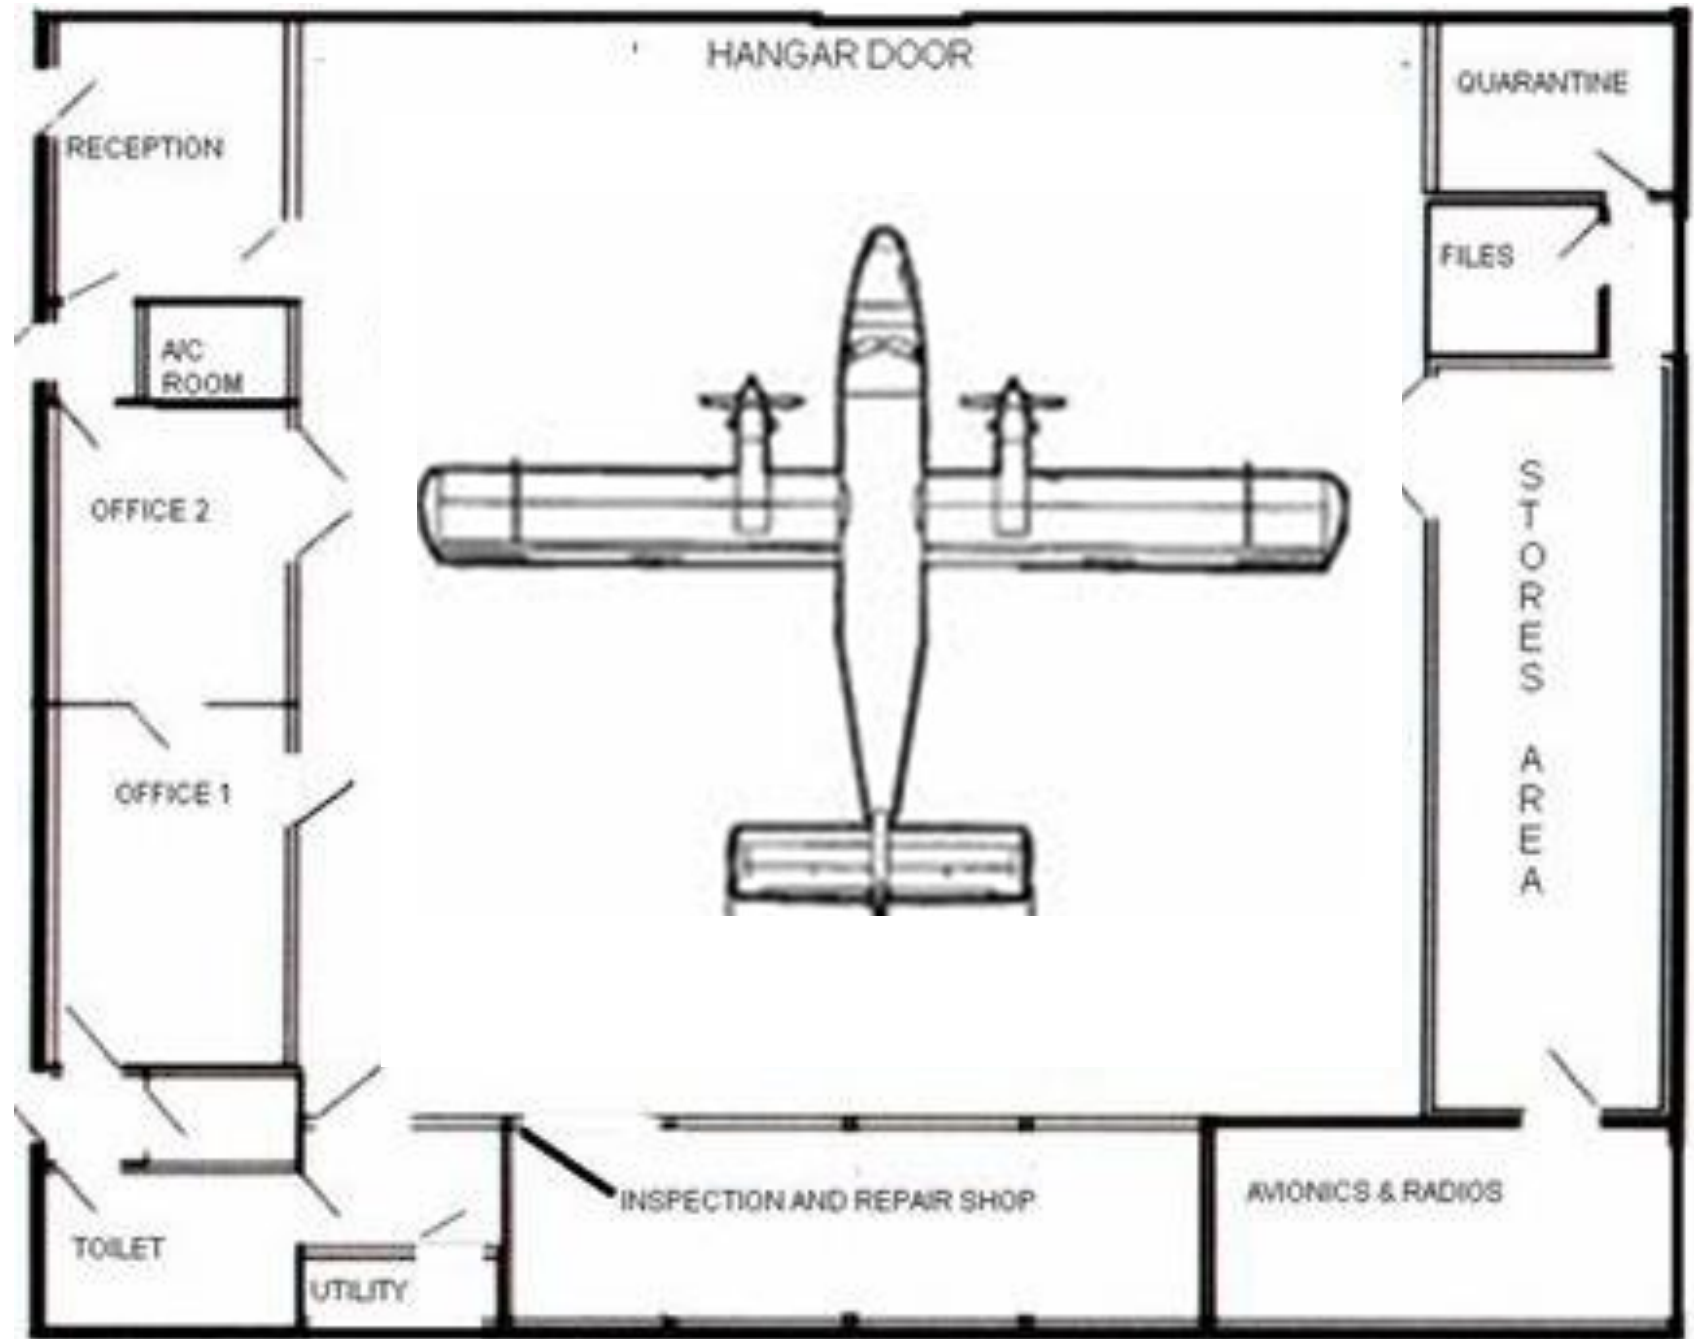 HANGAR DOOR
QUARANTINE
RECEPTION
FILES
A/C
ROOM
OFFICE 2
STORES AREA
OFFICE 1
INSPECTION AND REPAIR SHOP
AVIONICS & RADIOS
TOILET
UTILITY